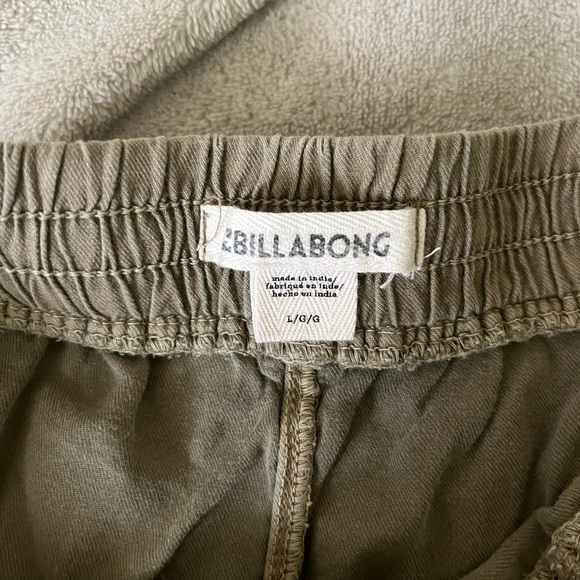 BILLABONG
made in india/
fabriqué en inde/
hecho en india
L/G/G